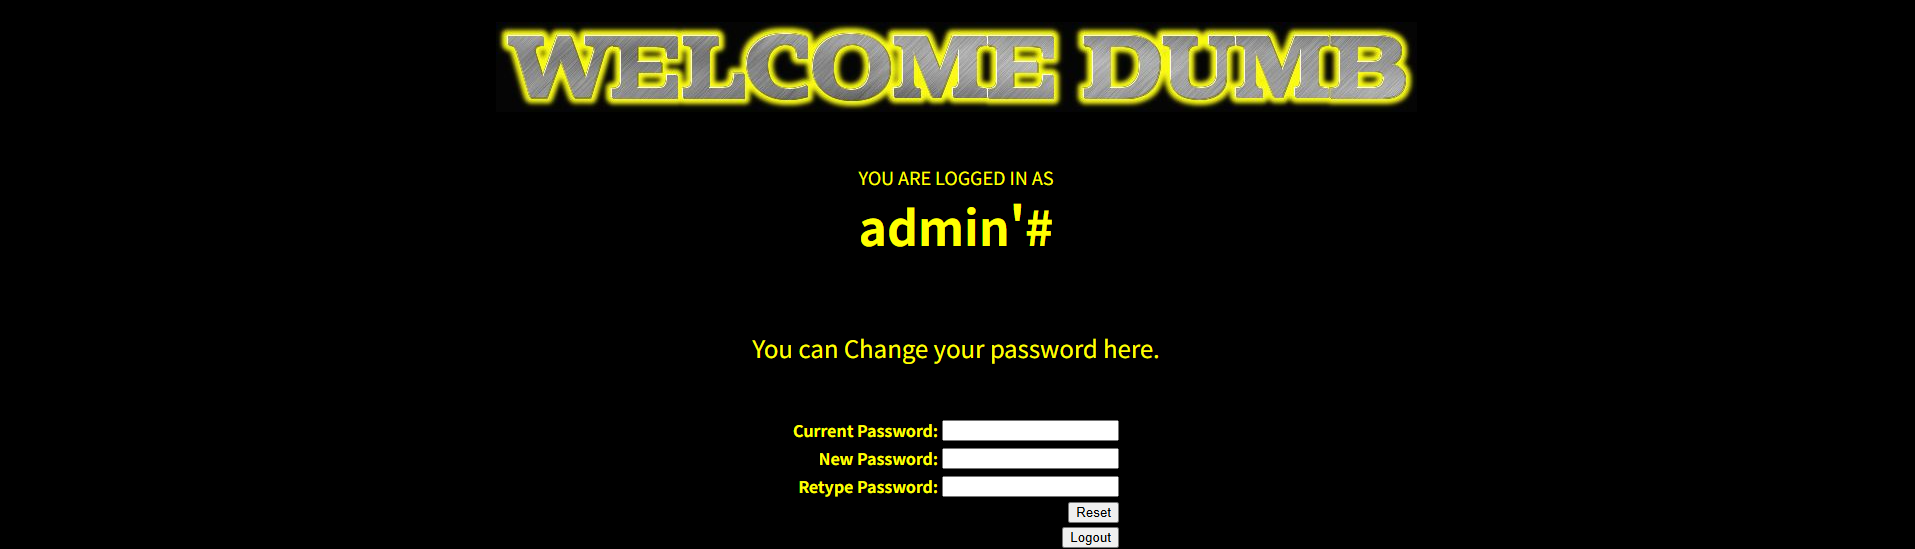 WELCOME DUMB
YOU ARE LOGGED IN AS
admin'#
You can Change your password here.
Current Password:
New Password:
Retype Password:
Reset
Logout